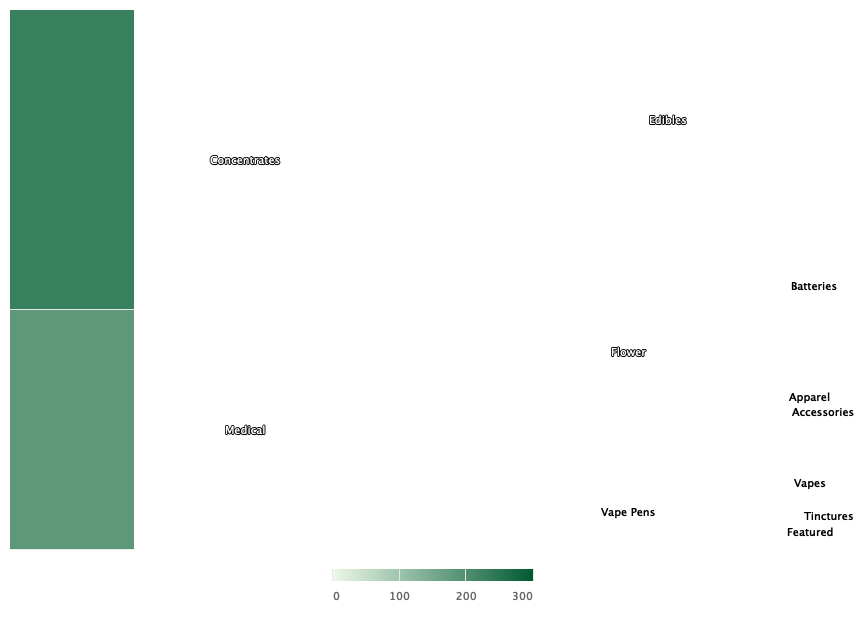 Edibles
Concentrates
Batteries
Flower
Apparel
Accessories
Medical
Vapes
Vape Pens
Tinctures
Featured
0 100 200 300